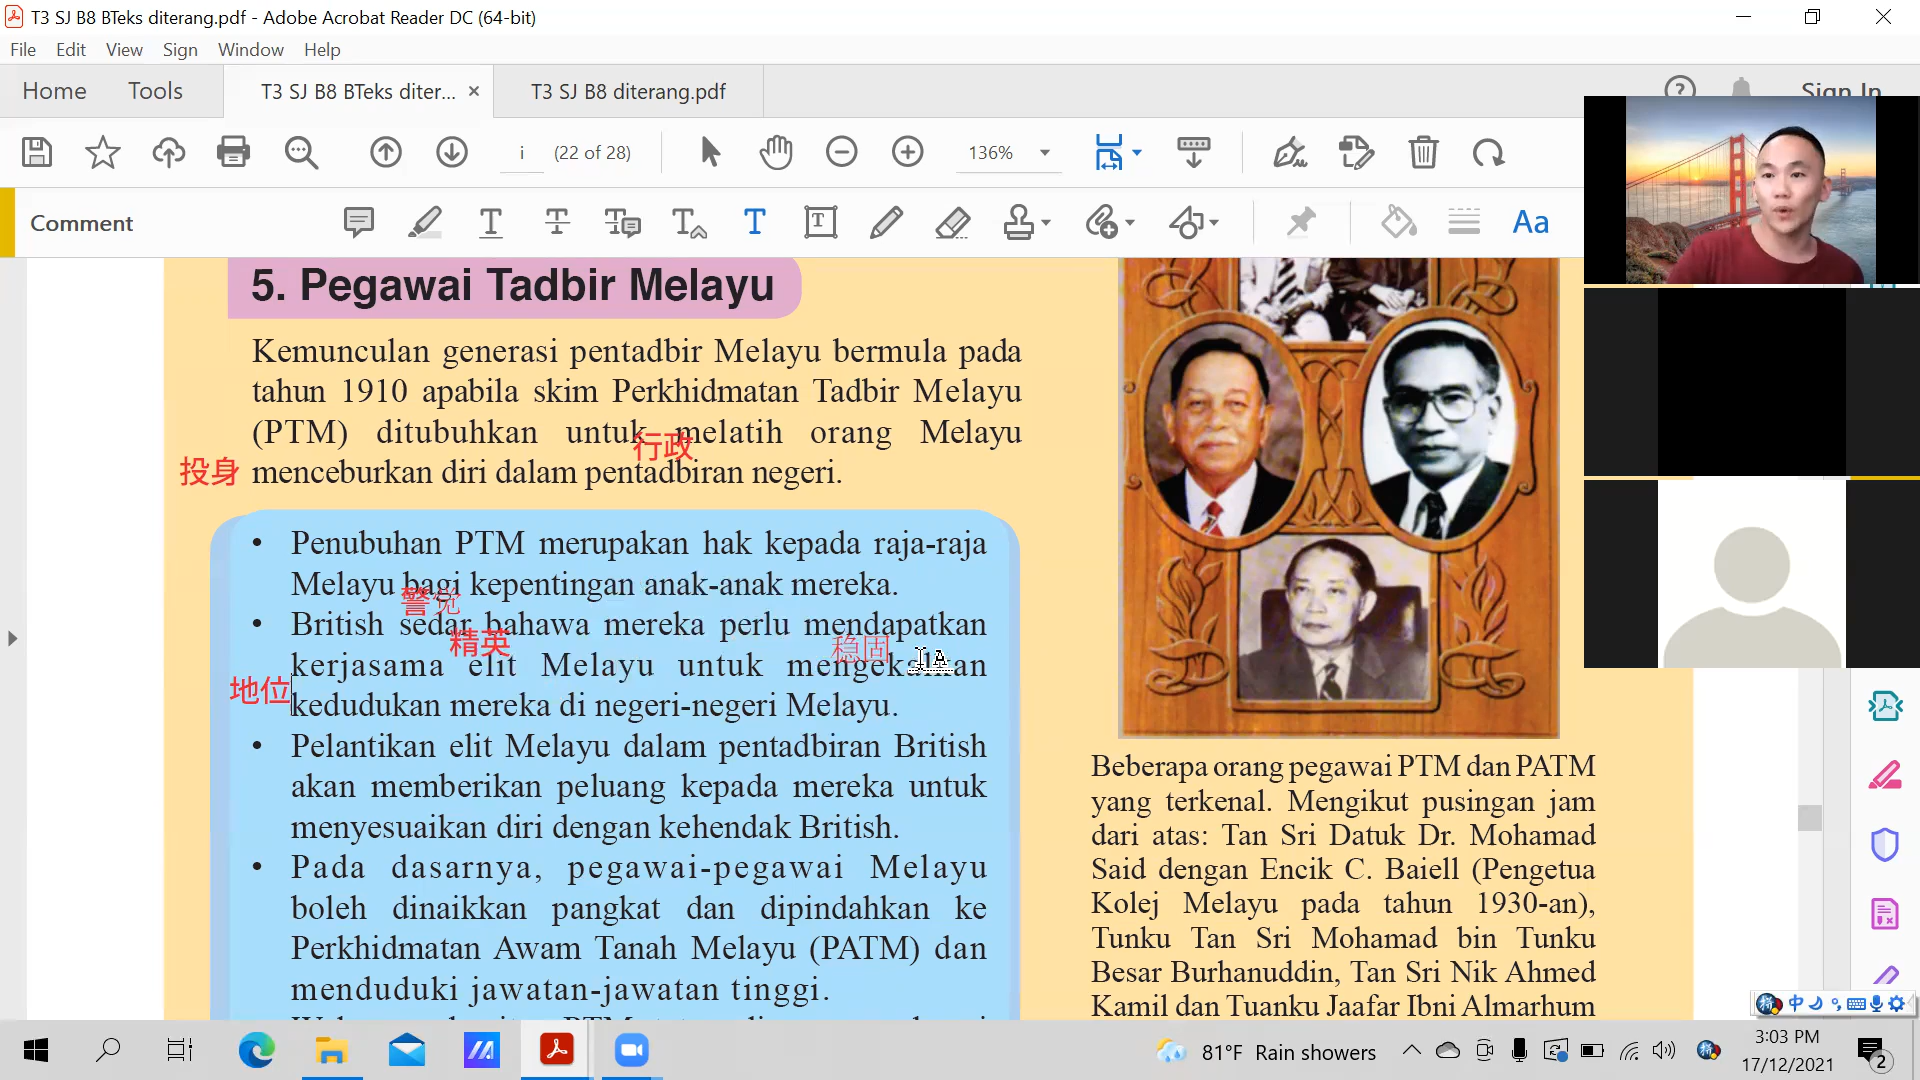 T3 SJ B8 BTeks diterang.pdf - Adobe Acrobat Reader DC (64-bit)
File Edit View Sign Window Help
Home Tools T3 SJ B8 BTeks diter... × T3 SJ B8 diterang.pdf Sign In
i (22 of 28) 136%
Comment
Aa
5. Pegawai Tadbir Melayu
Kemunculan generasi pentadbir Melayu bermula pada
tahun 1910 apabila skim Perkhidmatan Tadbir Melayu
(PTM) ditubuhkan untuk melatih orang Melayu
行政
投身 menceburkan diri dalam pentadbiran negeri.
• Penubuhan PTM merupakan hak kepada raja-raja
Melayu bagi kepentingan anak-anak mereka.
警觉
• British sedar bahawa mereka perlu mendapatkan
精英 稳固
kerjasama elit Melayu untuk mengekalkan
地位 kedudukan mereka di negeri-negeri Melayu.
• Pelantikan elit Melayu dalam pentadbiran British
akan memberikan peluang kepada mereka untuk
menyesuaikan diri dengan kehendak British.
• Pada dasarnya, pegawai-pegawai Melayu
boleh dinaikkan pangkat dan dipindahkan ke
Perkhidmatan Awam Tanah Melayu (PATM) dan
menduduki jawatan-jawatan tinggi.
Beberapa orang pegawai PTM dan PATM
yang terkenal. Mengikut pusingan jam
dari atas: Tan Sri Datuk Dr. Mohamad
Said dengan Encik C. Baiell (Pengetua
Kolej Melayu pada tahun 1930-an),
Tunku Tan Sri Mohamad bin Tunku
Besar Burhanuddin, Tan Sri Nik Ahmed
Kamil dan Tuanku Jaafar Ibni Almarhum
中
81°F Rain showers
3:03 PM
17/12/2021
2